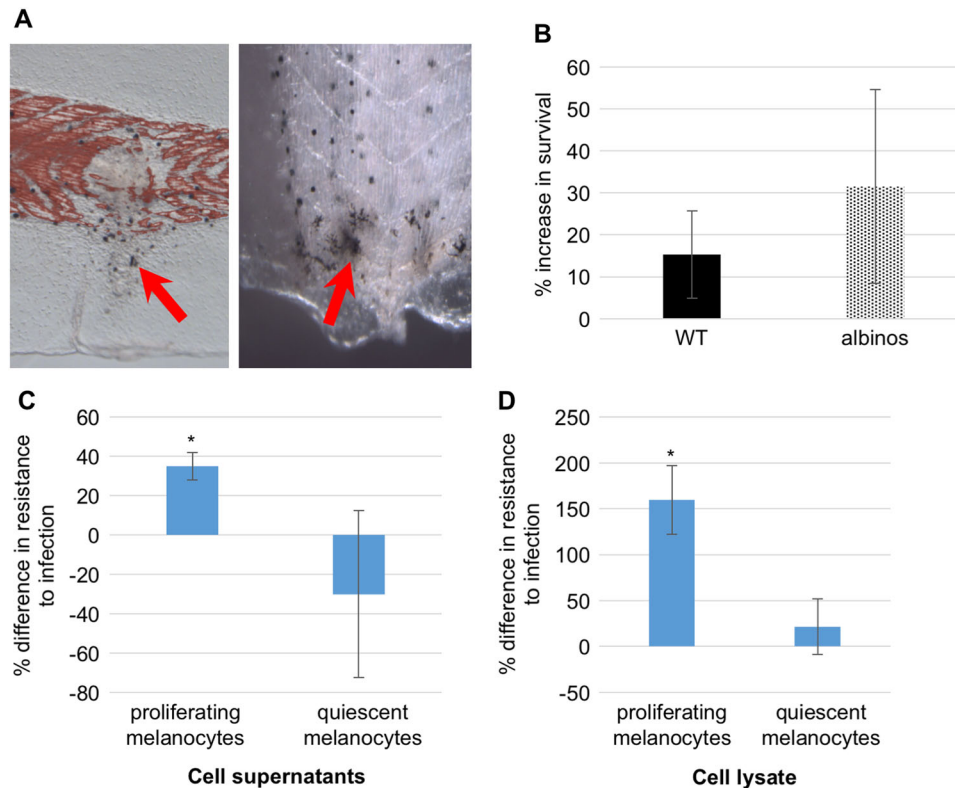 A
B
% increase in survival
60
50
40
30
20
10
0
WT
albinos
C
% difference in resistance
to infection
60
40
20
0
-20
-40
-60
-80
*
proliferating
melanocytes
quiescent
melanocytes
Cell supernatants
D
% difference in resistance
to infection
250
200
150
100
50
0
-50
*
proliferating
melanocytes
quiescent
melanocytes
Cell lysate